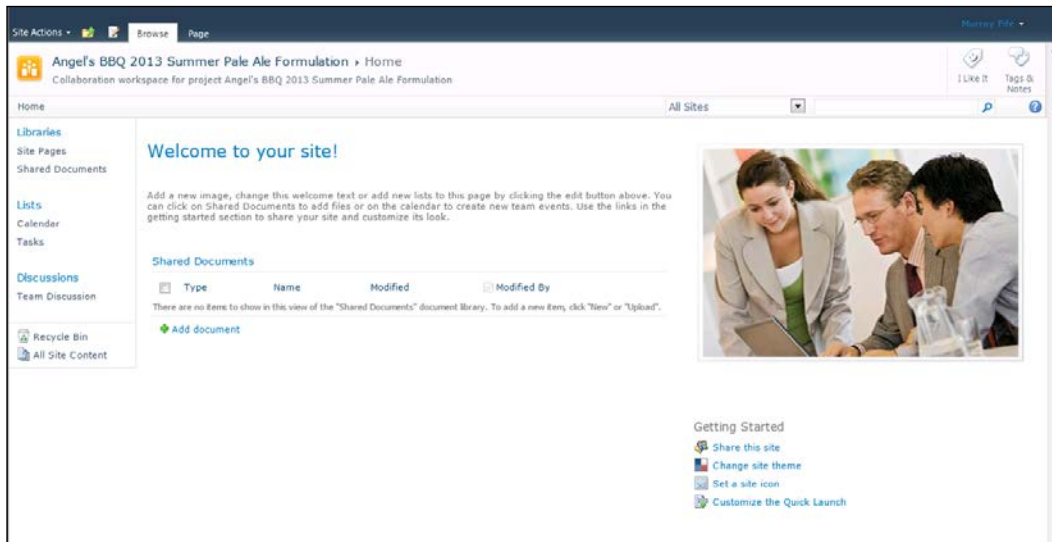 Murray Fife
Site Actions
Browse
Page
Angel's BBQ 2013 Summer Pale Ale Formulation › Home
Collaboration workspace for project Angel's BBQ 2013 Summer Pale Ale Formulation
I Like It
Tags &
Notes
Home
All Sites
Libraries
Site Pages
Shared Documents
Lists
Calendar
Tasks
Discussions
Team Discussion
Recycle Bin
All Site Content
Welcome to your site!
Add a new image, change this welcome text or add new lists to this page by clicking the edit button above. You
can click on Shared Documents to add files or on the calendar to create new team events. Use the links in the
getting started section to share your site and customize its look.
Shared Documents
Type Name Modified Modified By
There are no items to show in this view of the "Shared Documents" document library. To add a new item, click "New" or "Upload".
Add document
Getting Started
Share this site
Change site theme
Set a site icon
Customize the Quick Launch